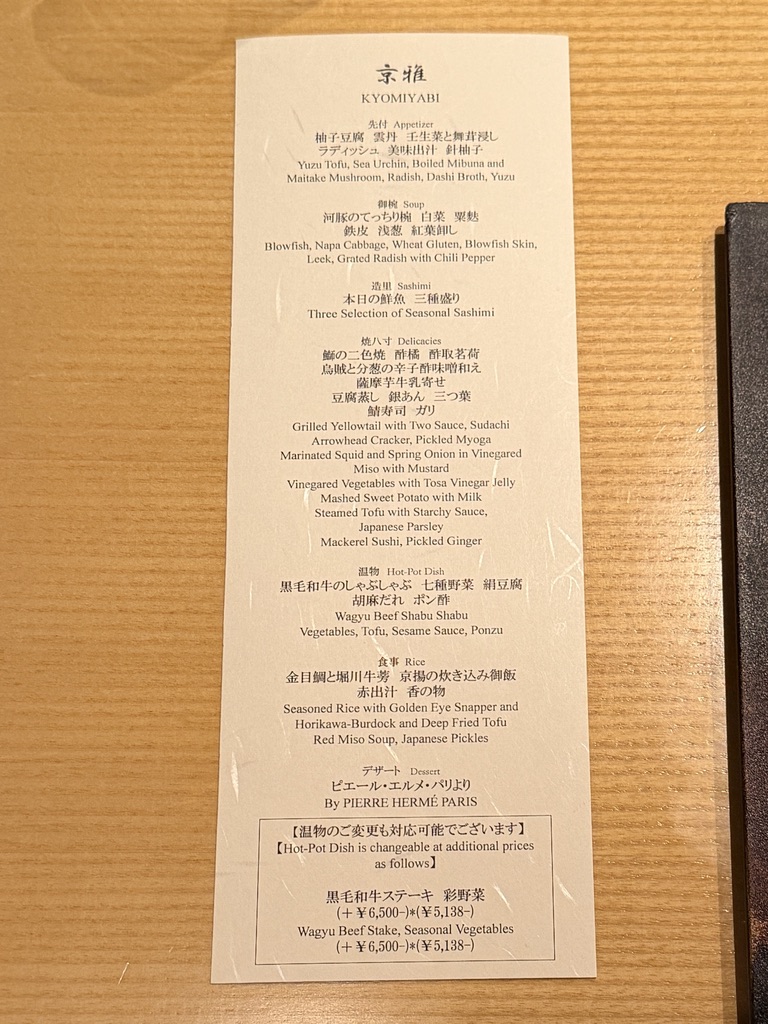 京雅
KYOMIYABI
先付 Appetizer
柚子豆腐 雲丹 壬生菜と舞茸浸し
ラディッシュ 美味出汁 針柚子
Yuzu Tofu, Sea Urchin, Boiled Mibuna and
Maitake Mushroom, Radish, Dashi Broth, Yuzu
御椀 Soup
河豚のてっちり椀 白菜 粟麩
鉄皮 浅葱 紅葉卸し
Blowfish, Napa Cabbage, Wheat Gluten, Blowfish Skin,
Leek, Grated Radish with Chili Pepper
造里 Sashimi
本日の鮮魚 三種盛り
Three Selection of Seasonal Sashimi
焼八寸 Delicacies
鰤の二色焼 酢橘 酢取茗荷
烏賊と分葱の辛子酢味噌和え
薩摩芋牛乳寄せ
豆腐蒸し 銀あん 三つ葉
鯖寿司 ガリ
Grilled Yellowtail with Two Sauce, Sudachi
Arrowhead Cracker, Pickled Myoga
Marinated Squid and Spring Onion in Vinegared
Miso with Mustard
Vinegared Vegetables with Tosa Vinegar Jelly
Mashed Sweet Potato with Milk
Steamed Tofu with Starchy Sauce,
Japanese Parsley
Mackerel Sushi, Pickled Ginger
温物 Hot-Pot Dish
黒毛和牛のしゃぶしゃぶ 七種野菜 絹豆腐
胡麻だれ ポン酢
Wagyu Beef Shabu Shabu
Vegetables, Tofu, Sesame Sauce, Ponzu
食事 Rice
金目鯛と堀川牛蒡 京揚の炊き込み御飯
赤出汁 香の物
Seasoned Rice with Golden Eye Snapper and
Horikawa-Burdock and Deep Fried Tofu
Red Miso Soup, Japanese Pickles
デザート Dessert
ピエール・エルメ・パリより
By PIERRE HERMÉ PARIS
【温物のご変更も対応可能でございます】
【Hot-Pot Dish is changeable at additional prices
as follows】
黒毛和牛ステーキ 彩野菜
(＋￥6,500-)*(￥5,138-)
Wagyu Beef Stake, Seasonal Vegetables
(＋￥6,500-)*(￥5,138-)